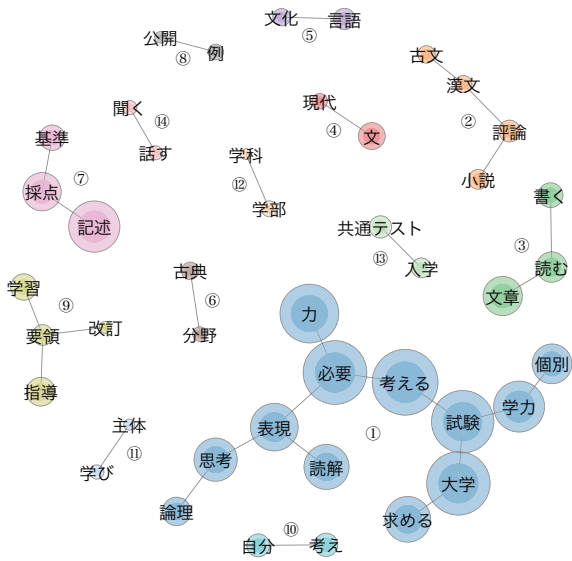 文化
言語
⑤
公開
例
⑧
古文
漢文
②
評論
小説
現代
④
文
聞く
⑭
話す
基準
⑦
採点
記述
学科
⑫
学部
書く
③
読む
文章
共通テスト
⑬
入学
古典
⑥
分野
学習
⑨
要領
改訂
指導
力
必要
考える
個別
学力
試験
表現
①
思考
読解
大学
論理
求める
主体
⑪
学び
⑩
自分
考え